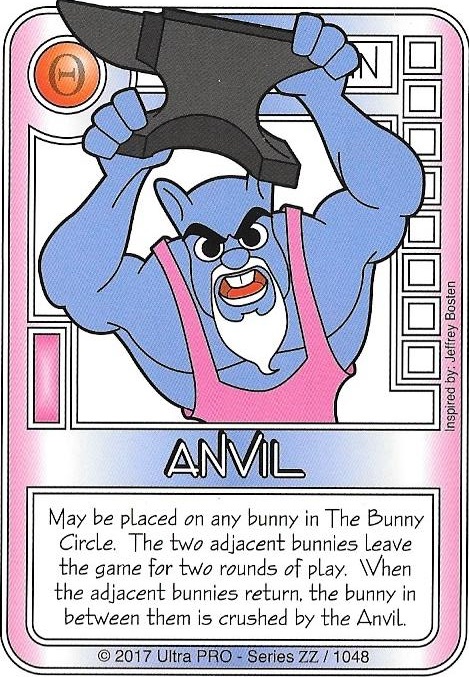 Θ
N
Inspired by: Jeffrey Bosten
ANVIL
May be placed on any bunny in The Bunny
Circle. The two adjacent bunnies leave
the game for two rounds of play. When
the adjacent bunnies return, the bunny in
between them is crushed by the Anvil.
© 2017 Ultra PRO - Series ZZ / 1048